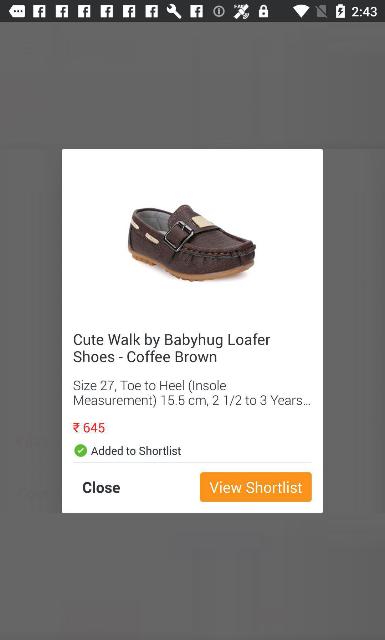 2:43
Cute Walk by Babyhug Loafer
Shoes - Coffee Brown
Size 27, Toe to Heel (Insole
Measurement) 15.5 cm, 2 1/2 to 3 Years...
₹ 645
Added to Shortlist
Close
View Shortlist